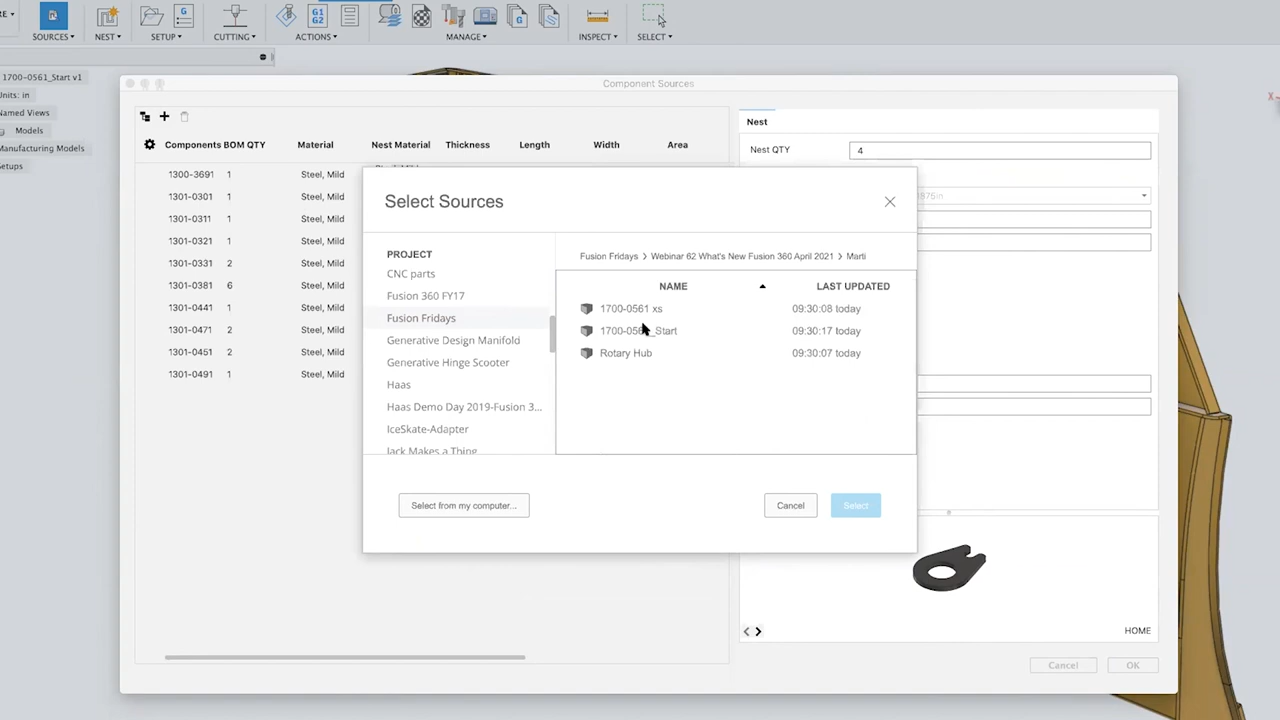 SOURCES▾ NEST▾ SETUP▾ CUTTING▾ ACTIONS▾ MANAGE▾ INSPECT▾ SELECT▾
1700-0561_Start v1
Units: in
Named Views
Models
Manufacturing Models
Setups
Component Sources
Components BOM QTY Material Nest Material Thickness Length Width Area
1300-3691 1 Steel, Mild
1301-0301 1 Steel, Mild
1301-0311 1 Steel, Mild
1301-0321 1 Steel, Mild
1301-0331 2 Steel, Mild
1301-0381 6 Steel, Mild
1301-0441 1 Steel, Mild
1301-0471 2 Steel, Mild
1301-0451 2 Steel, Mild
1301-0491 1 Steel, Mild
Nest
Nest QTY 4
Select Sources
PROJECT
CNC parts
Fusion 360 FY17
Fusion Fridays
Generative Design Manifold
Generative Hinge Scooter
Haas
Haas Demo Day 2019-Fusion 3...
IceSkate-Adapter
Jack Makes a Thing
Fusion Fridays > Webinar 62 What's New Fusion 360 April 2021 > Marti
NAME LAST UPDATED
1700-0561 xs 09:30:08 today
1700-0561_Start 09:30:17 today
Rotary Hub 09:30:07 today
Select from my computer... Cancel Select
HOME
Cancel OK